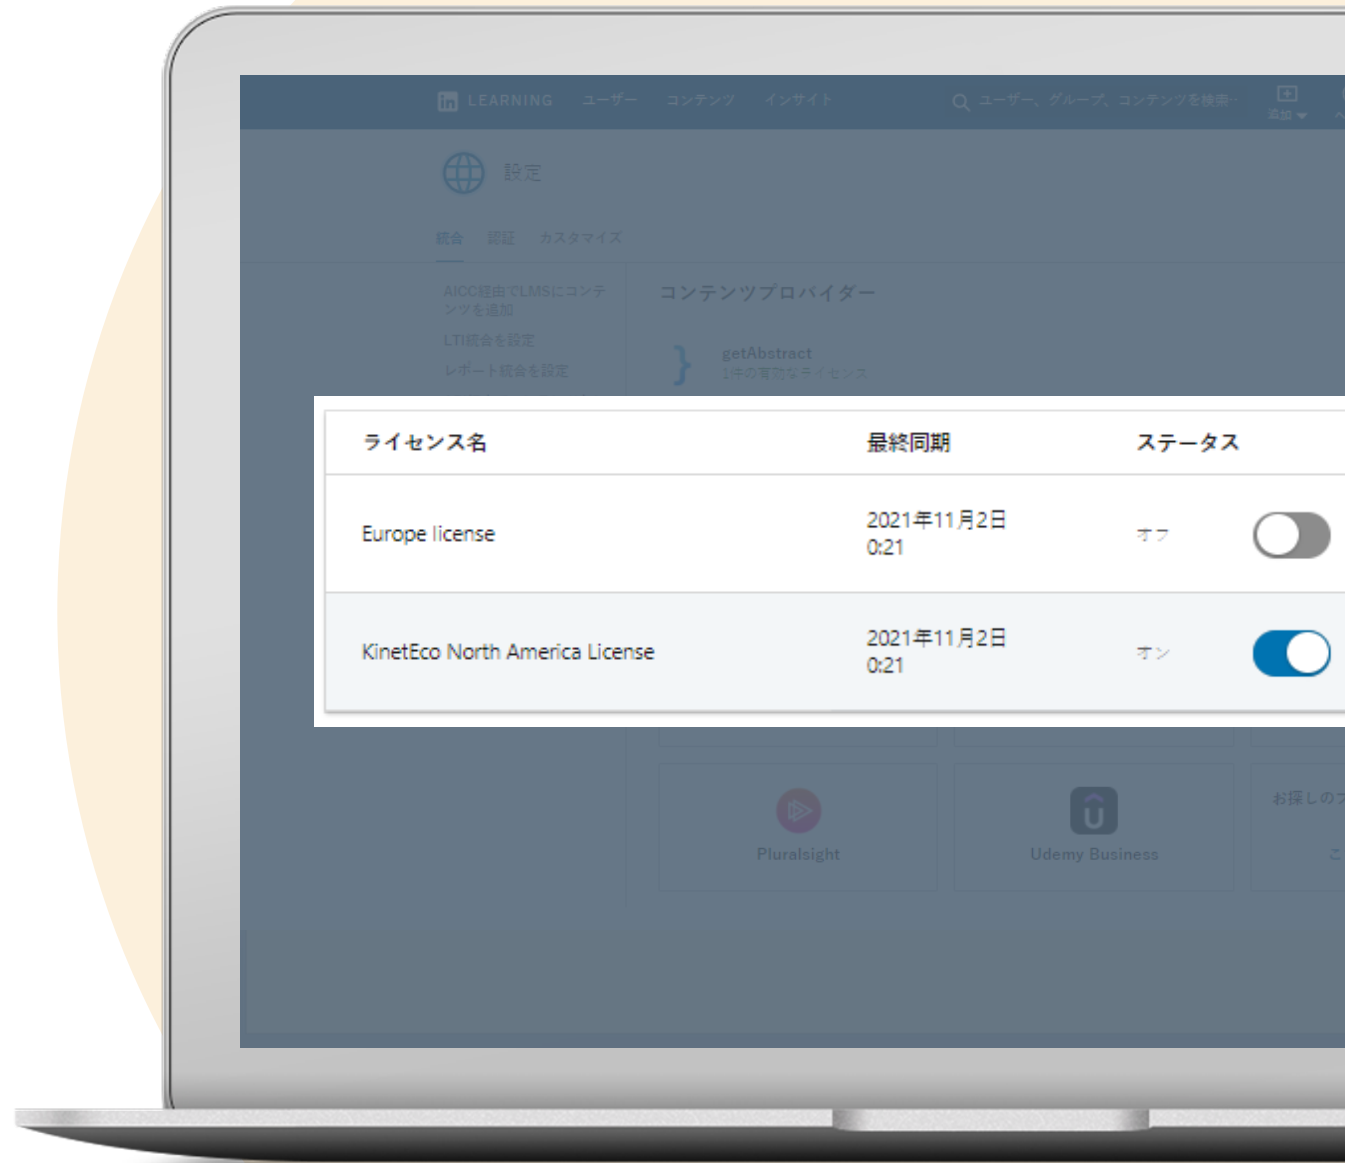 in LEARNING ユーザー コンテンツ インサイト ユーザー、グループ、コンテンツを検索… 追加
設定
統合 認証 カスタマイズ
AICC経由でLMSにコンテ
ンツを追加
LTI統合を設定
レポート統合を設定
コンテンツプロバイダー
getAbstract
1件の有効なライセンス
ライセンス名 最終同期 ステータス
Europe license 2021年11月2日 オフ
0:21
KinetEco North America License 2021年11月2日 オン
0:21
Pluralsight
Udemy Business
お探しのプ